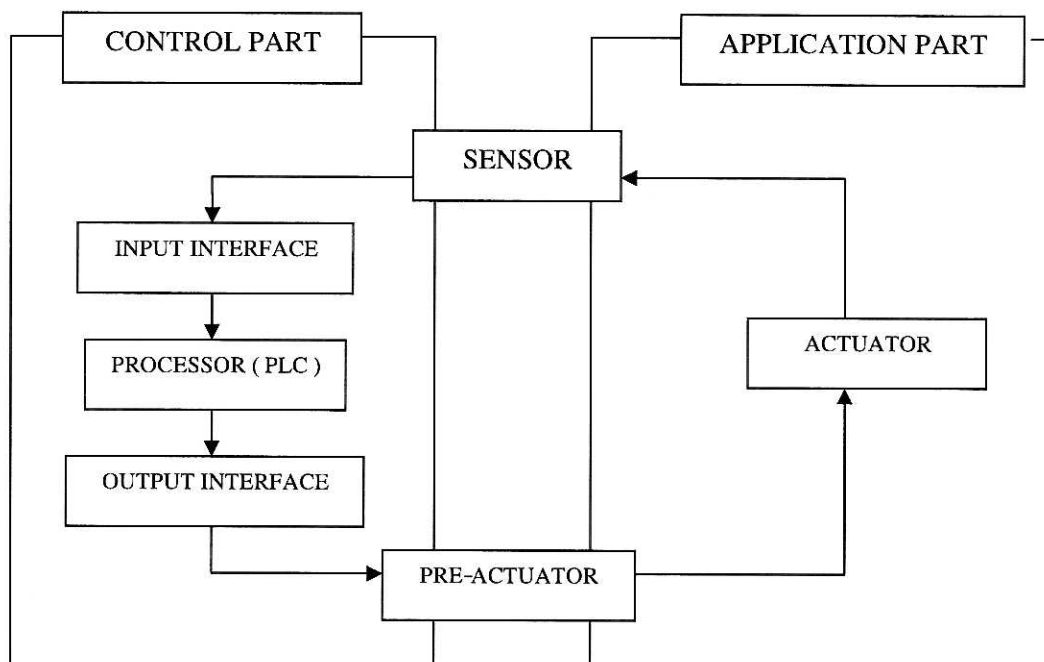 CONTROL PART
APPLICATION PART
SENSOR
INPUT INTERFACE
PROCESSOR ( PLC )
OUTPUT INTERFACE
PRE-ACTUATOR
ACTUATOR